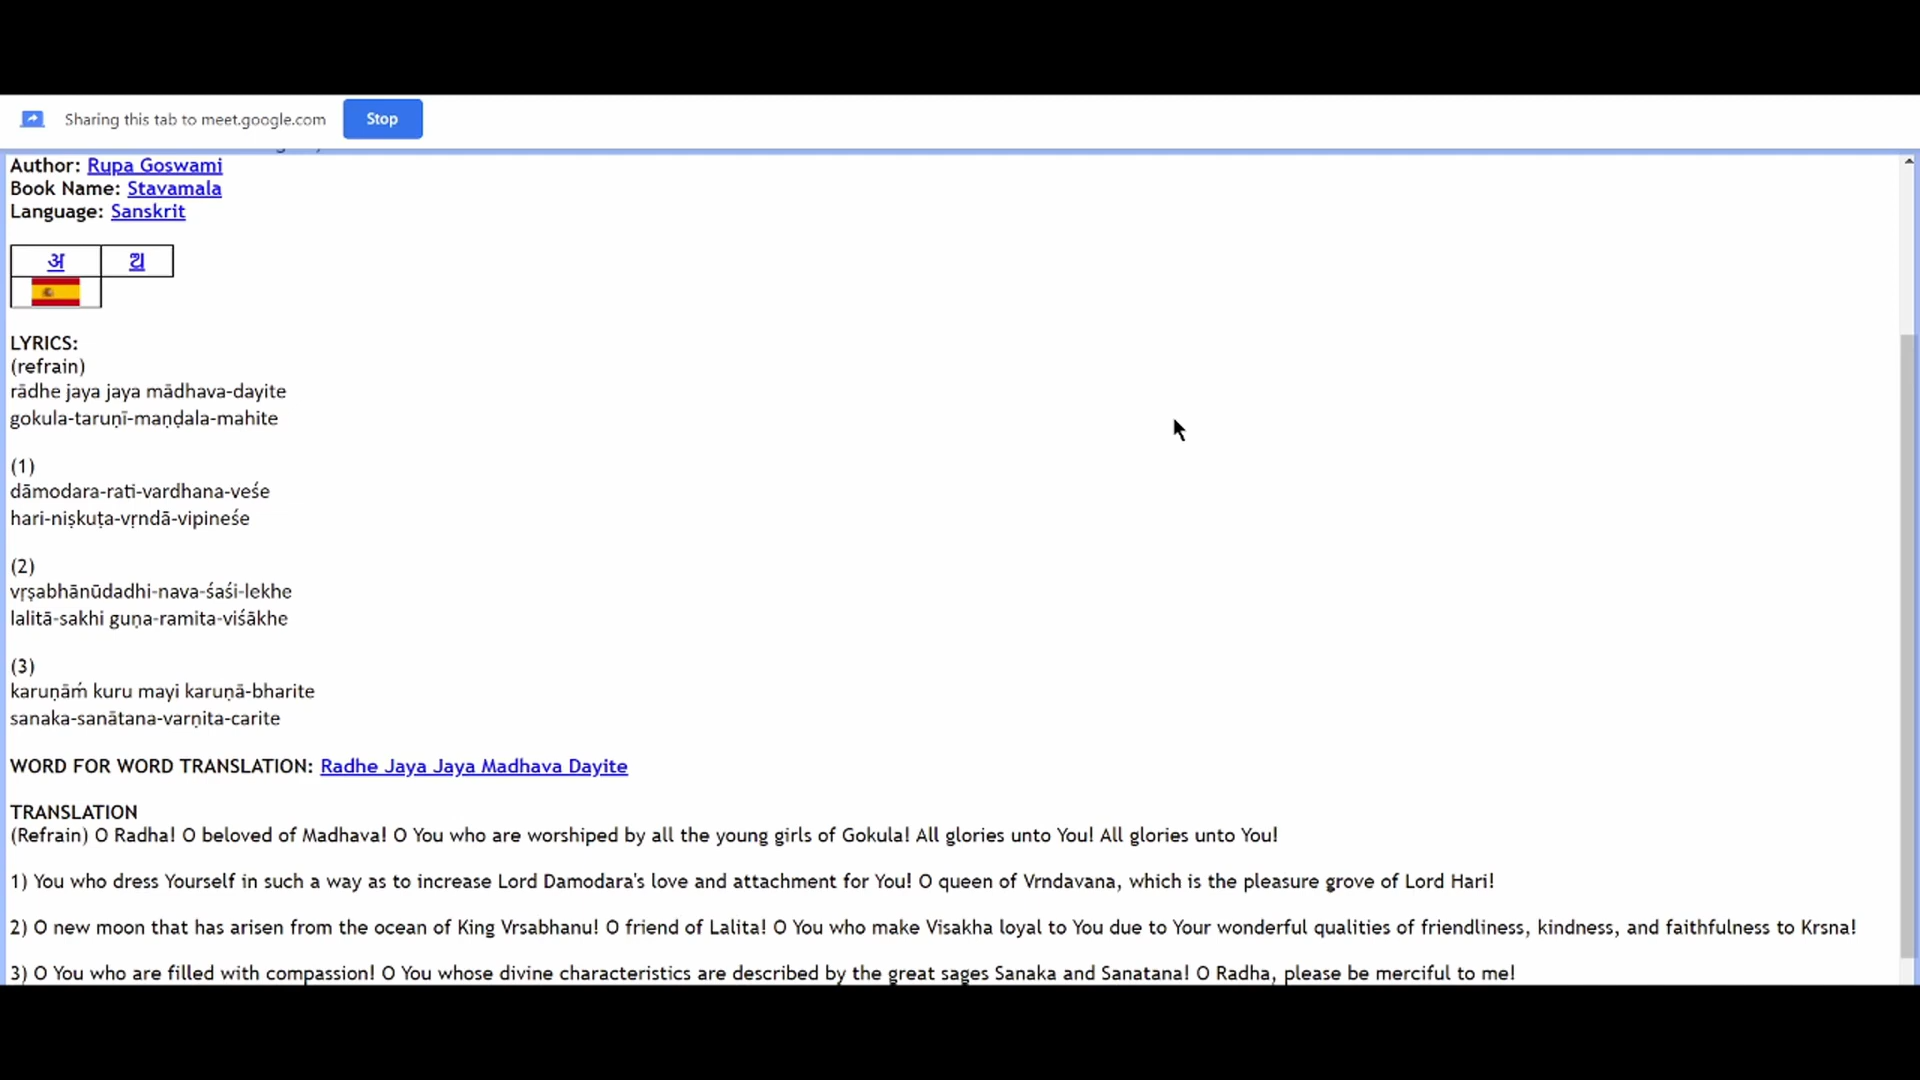 Sharing this tab to meet.google.com Stop
Author: Rupa Goswami
Book Name: Stavamala
Language: Sanskrit
अ
LYRICS:
(refrain)
rādhe jaya jaya mādhava-dayite
gokula-taruṇī-maṇḍala-mahite
(1)
dāmodara-rati-vardhana-veśe
hari-niṣkuṭa-vṛndā-vipineśe
(2)
vṛṣabhānūdadhi-nava-śaśi-lekhe
lalitā-sakhi guṇa-ramita-viśākhe
(3)
karuṇāḿ kuru mayi karuṇā-bharite
sanaka-sanātana-varṇita-carite
WORD FOR WORD TRANSLATION: Radhe Jaya Jaya Madhava Dayite
TRANSLATION
(Refrain) O Radha! O beloved of Madhava! O You who are worshiped by all the young girls of Gokula! All glories unto You! All glories unto You!
1) You who dress Yourself in such a way as to increase Lord Damodara's love and attachment for You! O queen of Vrndavana, which is the pleasure grove of Lord Hari!
2) O new moon that has arisen from the ocean of King Vrsabhanu! O friend of Lalita! O You who make Visakha loyal to You due to Your wonderful qualities of friendliness, kindness, and faithfulness to Krsna!
3) O You who are filled with compassion! O You whose divine characteristics are described by the great sages Sanaka and Sanatana! O Radha, please be merciful to me!